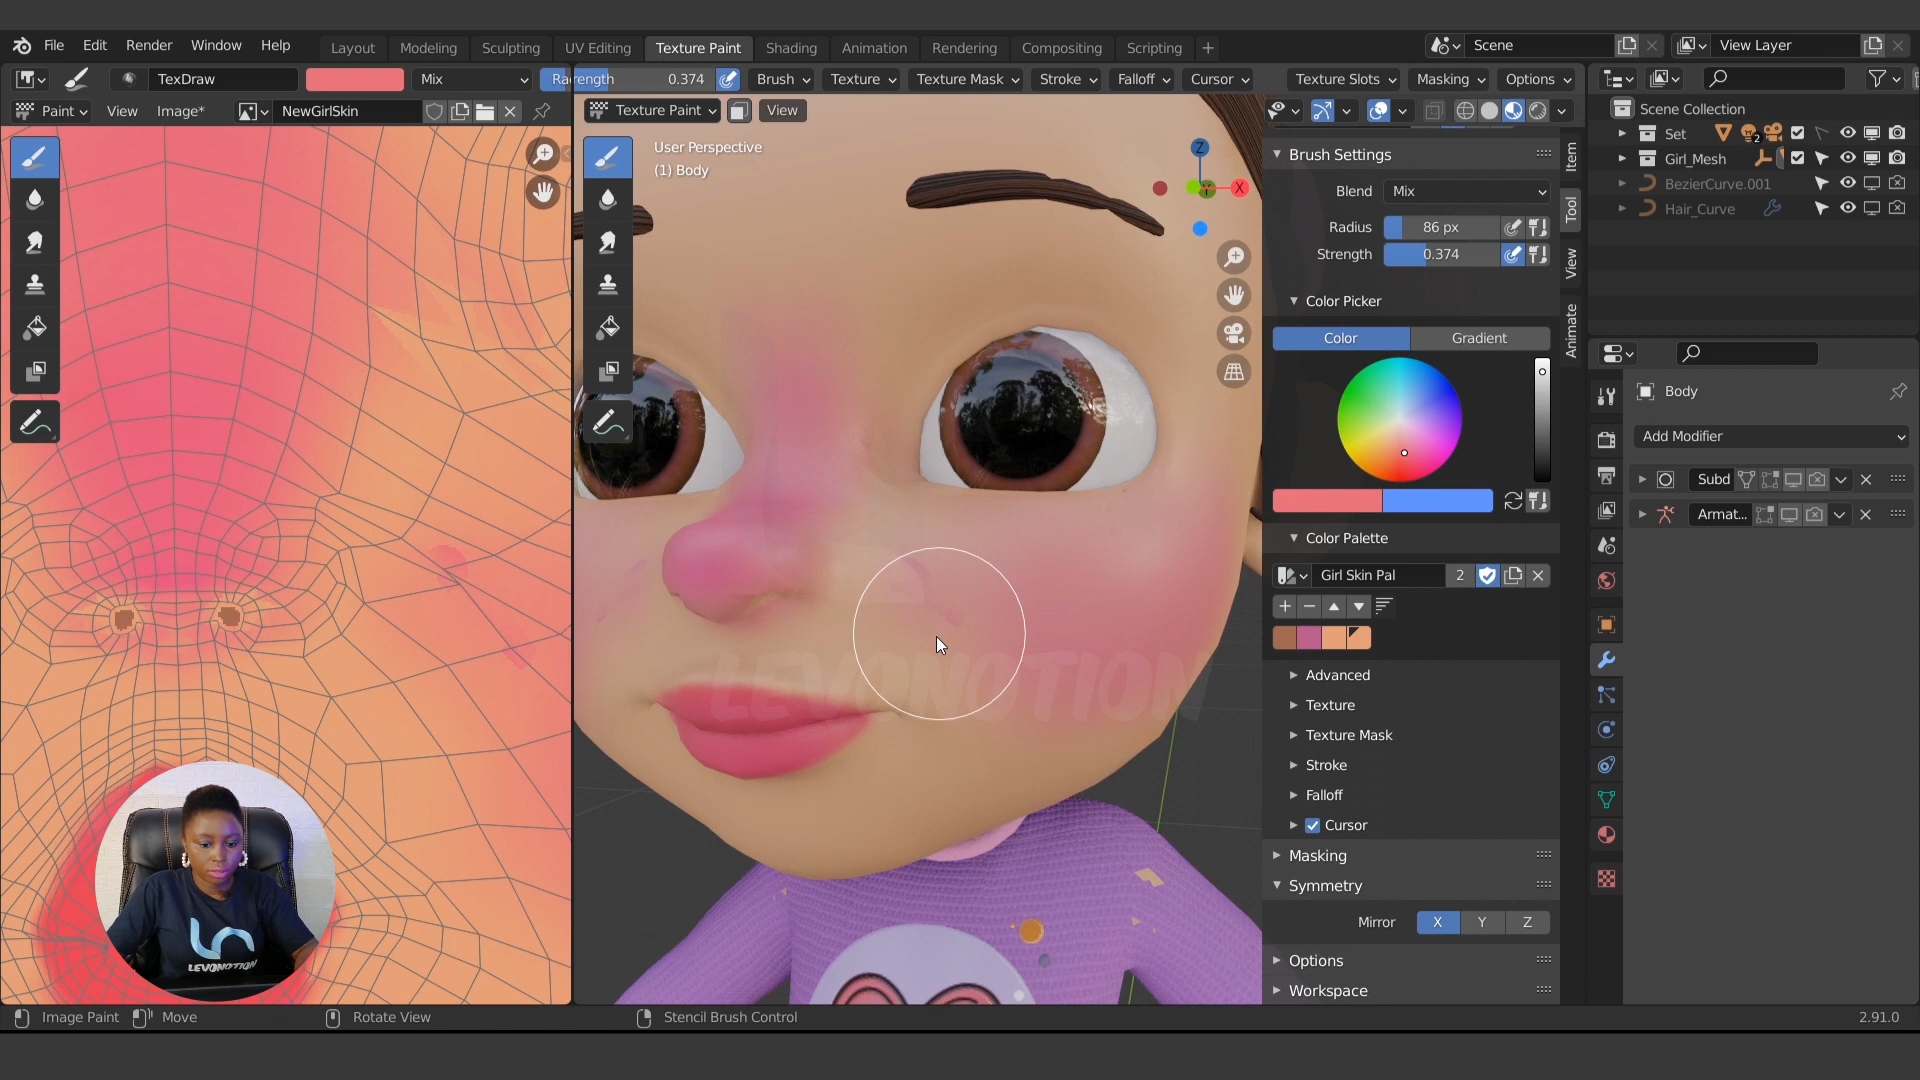 File Edit Render Window Help
Layout Modeling Sculpting UV Editing Texture Paint Shading Animation Rendering Compositing Scripting +
Scene
View Layer
TexDraw Mix
0.374
Brush Texture Texture Mask Stroke Falloff Cursor
Texture Slots Masking Options
Paint View Image* NewGirlSkin
Texture Paint View
User Perspective
(1) Body
Z
X
Item
Tool
View
Animate
Brush Settings
Blend Mix
Radius 86 px
Strength 0.374
Color Picker
Color Gradient
Color Palette
Girl Skin Pal 2
Advanced
Texture
Texture Mask
Stroke
Falloff
Cursor
Masking
Symmetry
Mirror X Y Z
Options
Workspace
Scene Collection
Set 2
Girl_Mesh
BezierCurve.001
Hair_Curve
Body
Add Modifier
Subd
Armat...
LEVONOTION
LEVONOTION
Image Paint Move Rotate View Stencil Brush Control 2.91.0